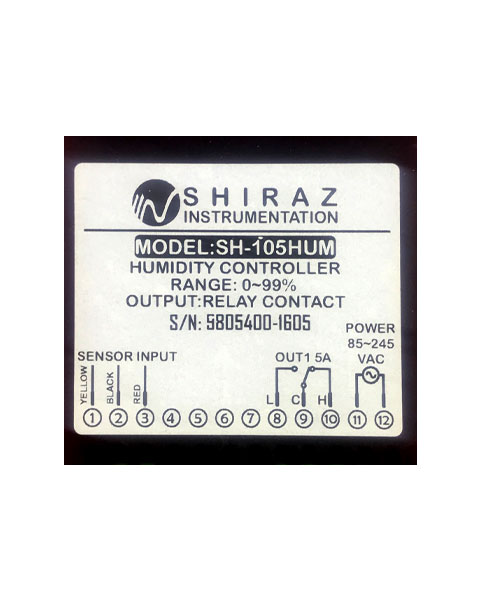 SHIRAZ
INSTRUMENTATION
MODEL:SH-105HUM
HUMIDITY CONTROLLER
RANGE: 0~99%
OUTPUT:RELAY CONTACT
S/N: 5805400-1605
POWER
85~245
VAC
SENSOR INPUT
OUT1 5A
YELLOW
BLACK
RED
L C H
1 2 3 4 5 6 7 8 9 10 11 12